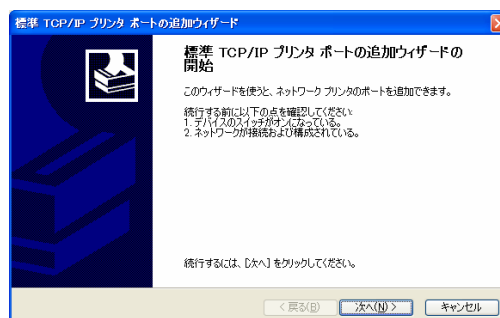 標準 TCP/IP プリンタ ポートの追加ウィザード
標準 TCP/IP プリンタ ポートの追加ウィザードの
開始
このウィザードを使うと、ネットワーク プリンタのポートを追加できます。
続行する前に以下の点を確認してください:
1. デバイスのスイッチがオンになっている。
2. ネットワークが接続および構成されている。
続行するには、[次へ] をクリックしてください。
< 戻る(B)
次へ(N) >
キャンセル